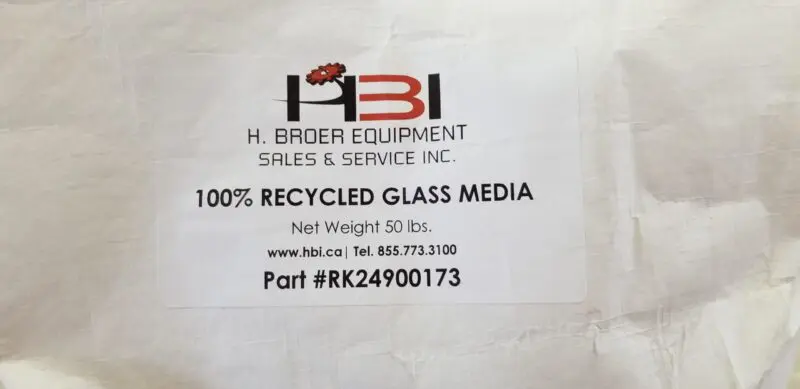 HBI
H. BROER EQUIPMENT
SALES & SERVICE INC.
100% RECYCLED GLASS MEDIA
Net Weight 50 lbs.
www.hbi.ca| Tel. 855.773.3100
Part #RK24900173